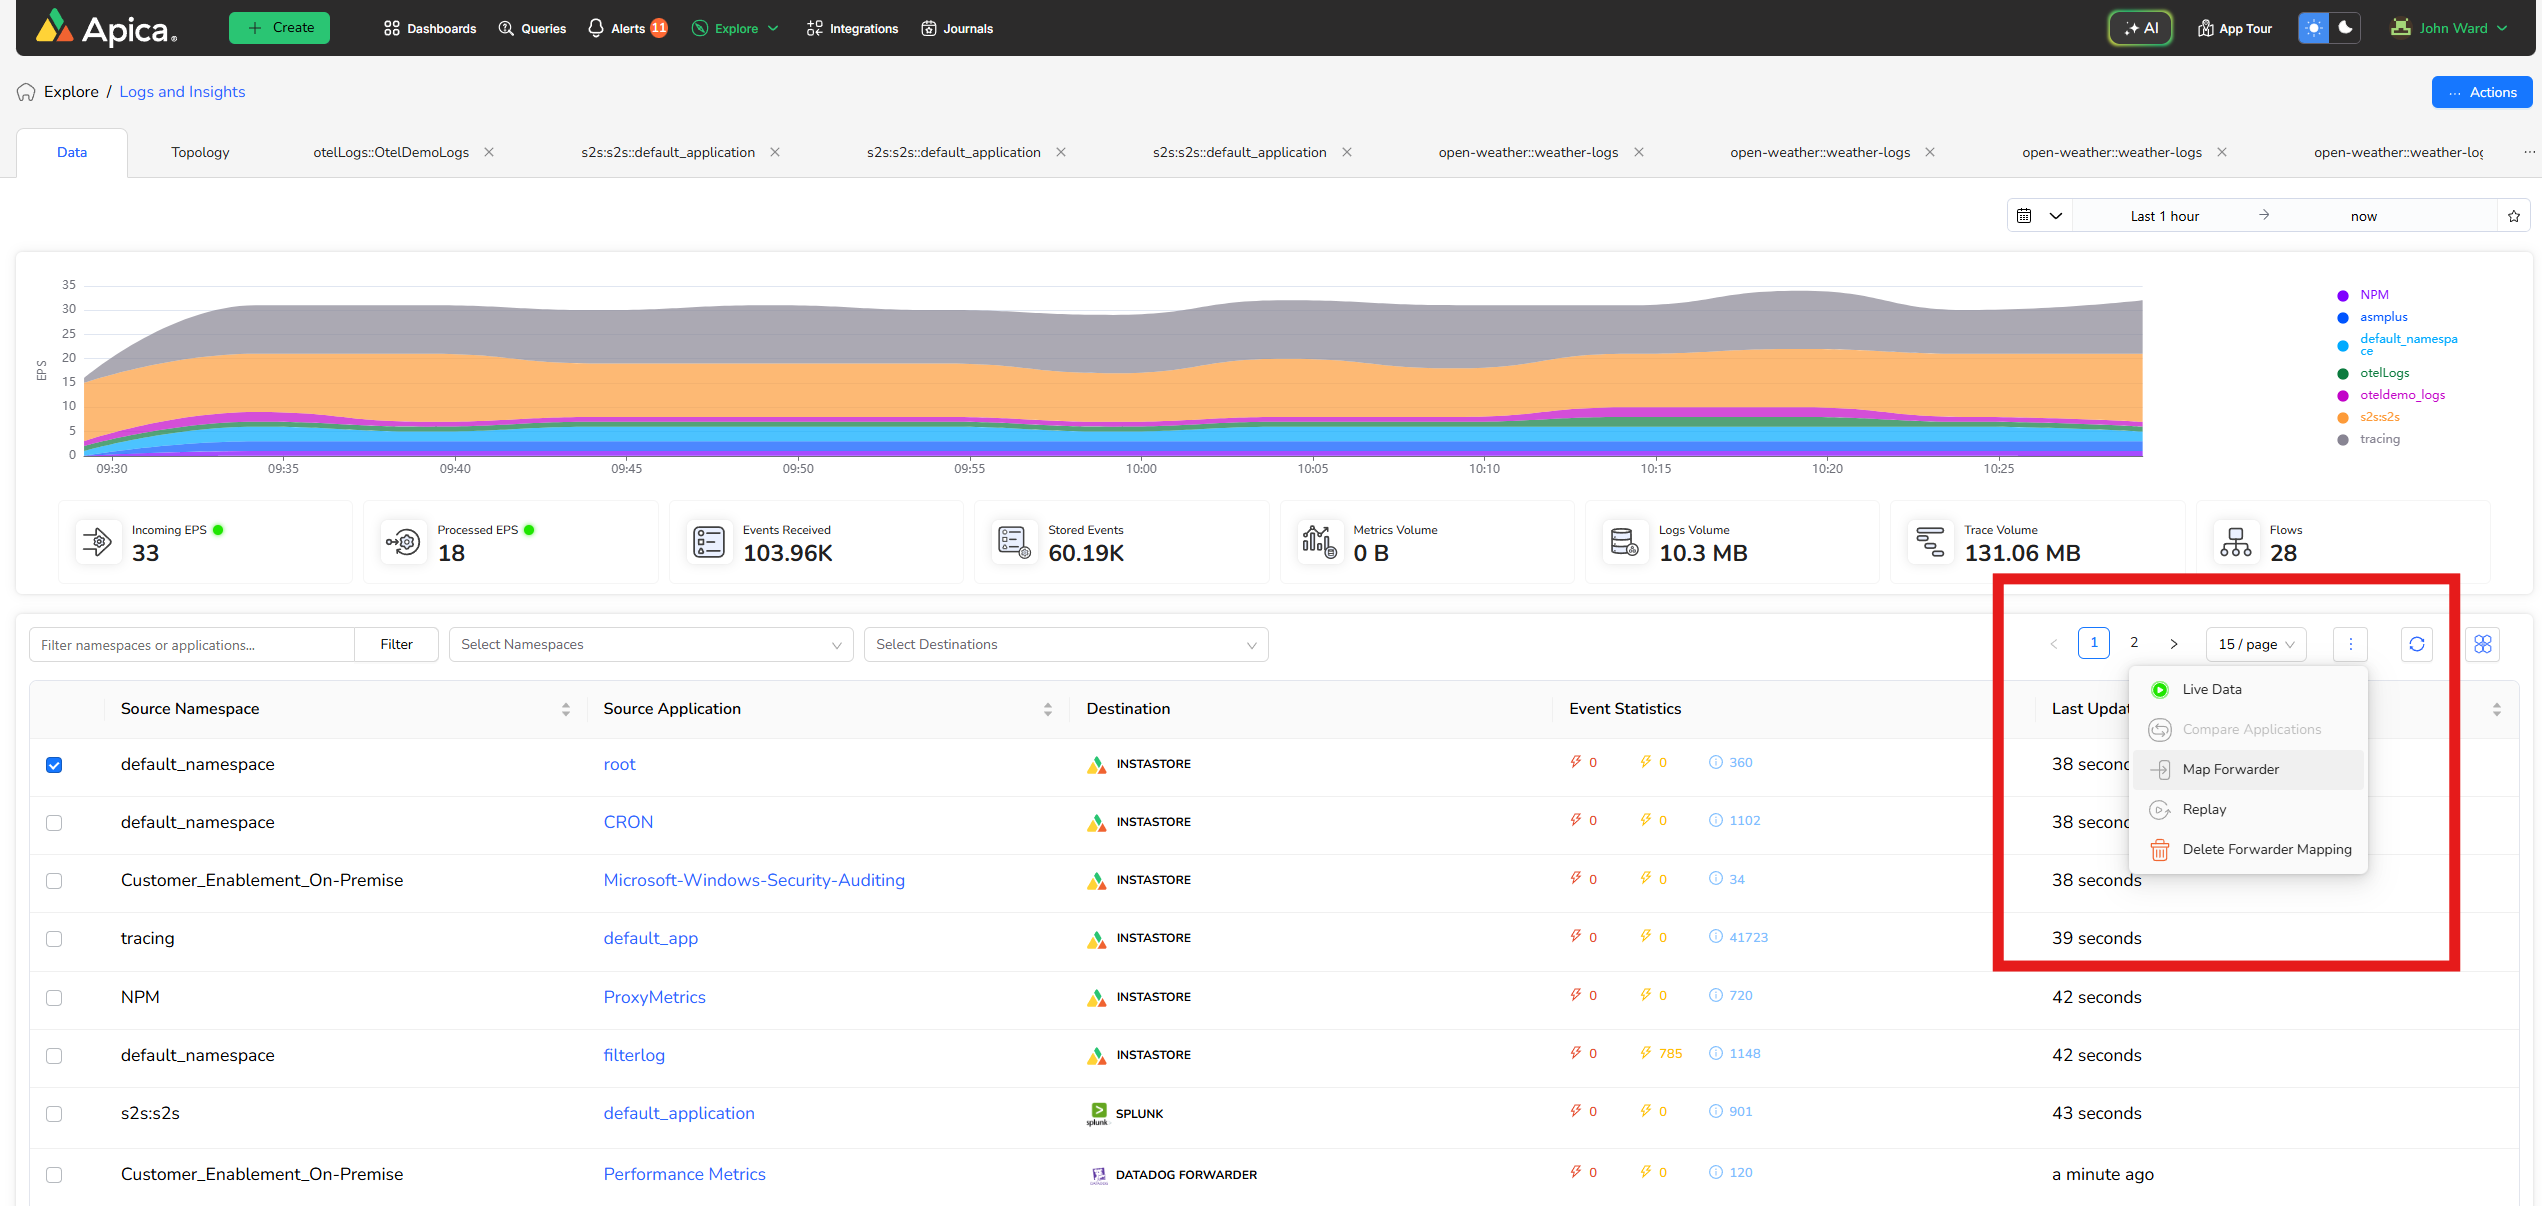 Apica.
Create
Dashboards
Queries
Alerts 11
Explore
Integrations
Journals
AI
App Tour
John Ward
Explore / Logs and Insights
... Actions
Data
Topology
otelLogs::OtelDemoLogs
s2s:s2s::default_application
s2s:s2s::default_application
s2s:s2s::default_application
open-weather::weather-logs
open-weather::weather-logs
open-weather::weather-logs
open-weather::weather-log
...
Last 1 hour → now
EPS
35
30
25
20
15
10
5
0
09:30 09:35 09:40 09:45 09:50 09:55 10:00 10:05 10:10 10:15 10:20 10:25
NPM
asmplus
default_namespa
ce
otelLogs
oteldemo_logs
s2s:s2s
tracing
Incoming EPS
33
Processed EPS
18
Events Received
103.96K
Stored Events
60.19K
Metrics Volume
0 B
Logs Volume
10.3 MB
Trace Volume
131.06 MB
Flows
28
Filter namespaces or applications...
Filter
Select Namespaces
Select Destinations
< 1 2 >
15 / page
Live Data
Compare Applications
Map Forwarder
Replay
Delete Forwarder Mapping
Source Namespace Source Application Destination Event Statistics Last Updat
default_namespace root INSTASTORE 0 0 360 38 second
default_namespace CRON INSTASTORE 0 0 1102 38 second
Customer_Enablement_On-Premise Microsoft-Windows-Security-Auditing INSTASTORE 0 0 34 38 seconds
tracing default_app INSTASTORE 0 0 41723 39 seconds
NPM ProxyMetrics INSTASTORE 0 0 720 42 seconds
default_namespace filterlog INSTASTORE 0 785 1148 42 seconds
s2s:s2s default_application splunk> SPLUNK 0 0 901 43 seconds
Customer_Enablement_On-Premise Performance Metrics DATADOG FORWARDER 0 0 120 a minute ago